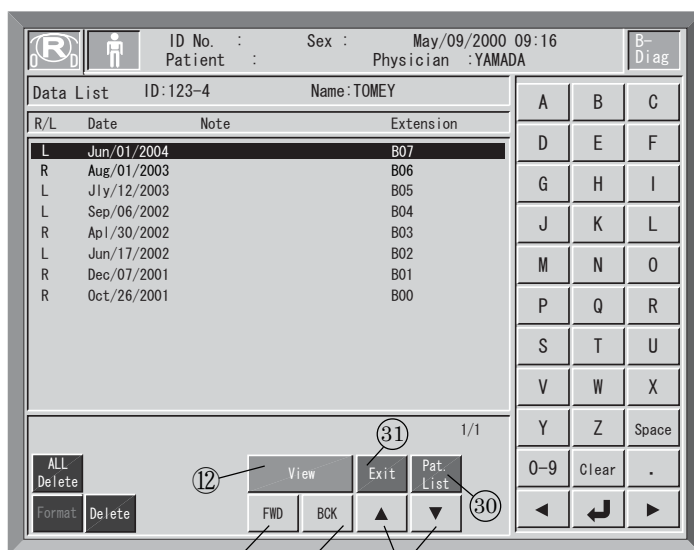 R
O D
ID No. : Sex : May/09/2000 09:16
Patient : Physician :YAMADA
B-
Diag
Data List ID:123-4 Name:TOMEY
R/L Date Note Extension
L Jun/01/2004 B07
R Aug/01/2003 B06
L Jly/12/2003 B05
L Sep/06/2002 B04
R Apl/30/2002 B03
L Jun/17/2002 B02
R Dec/07/2001 B01
R Oct/26/2001 B00
1/1
31
ALL
Delete
12
View
Exit
Pat.
List
30
Format
Delete
FWD
BCK
▲
▼
A B C
D E F
G H I
J K L
M N O
P Q R
S T U
V W X
Y Z Space
0-9 Clear .
◀ ↵ ▶